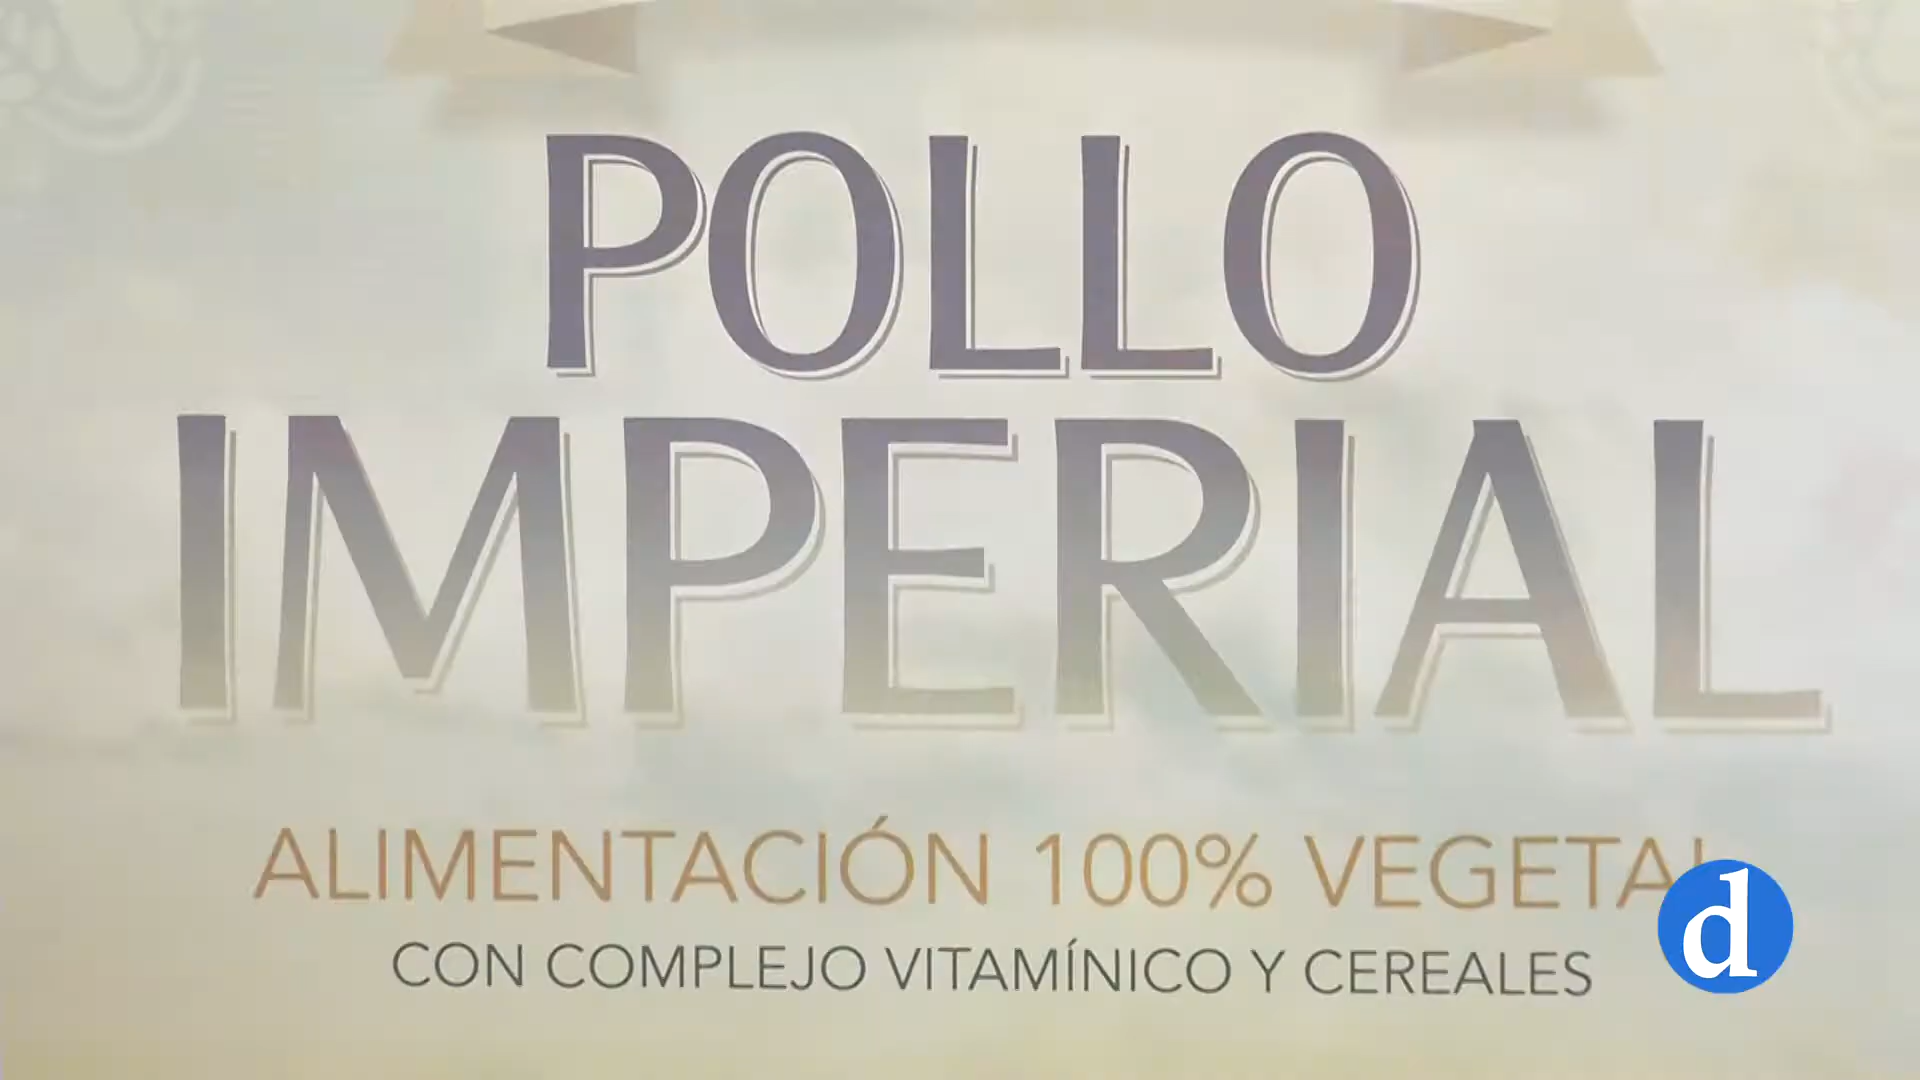 POLLO
IMPERIAL
ALIMENTACIÓN 100% VEGETAL
CON COMPLEJO VITAMÍNICO Y CEREALES
d